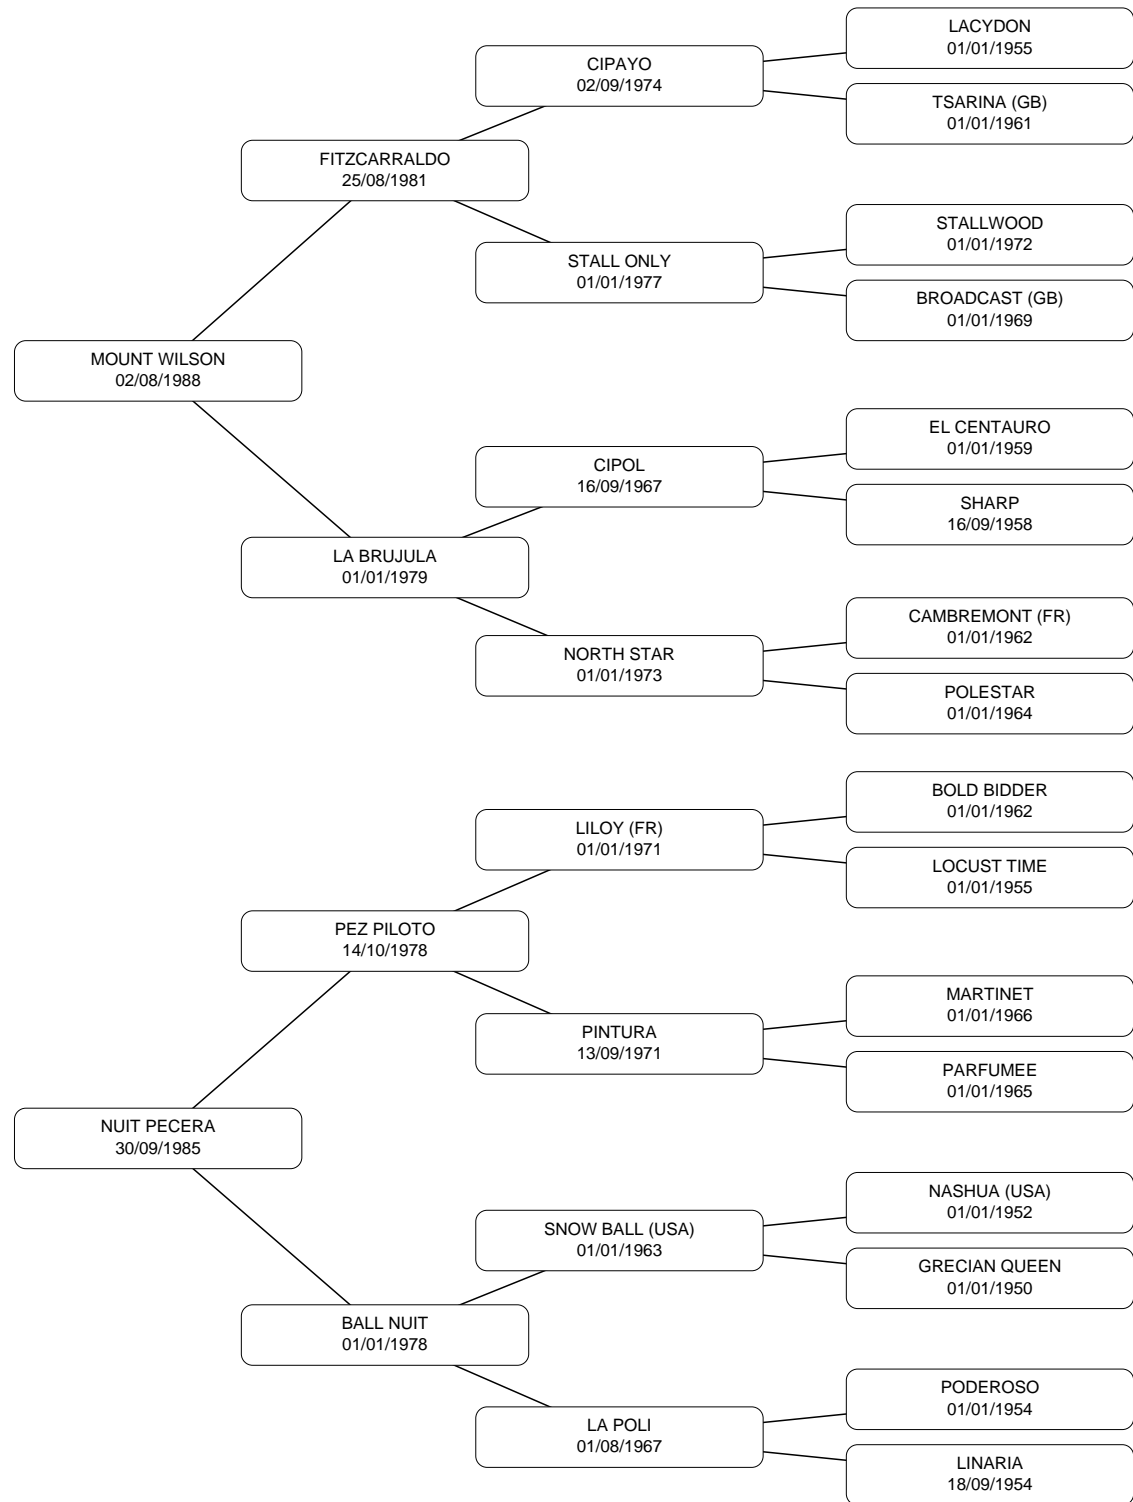 LACYDON
01/01/1955
CIPAYO
02/09/1974
TSARINA (GB)
01/01/1961
FITZCARRALDO
25/08/1981
STALLWOOD
01/01/1972
STALL ONLY
01/01/1977
BROADCAST (GB)
01/01/1969
MOUNT WILSON
02/08/1988
EL CENTAURO
01/01/1959
CIPOL
16/09/1967
SHARP
16/09/1958
LA BRUJULA
01/01/1979
CAMBREMONT (FR)
01/01/1962
NORTH STAR
01/01/1973
POLESTAR
01/01/1964
BOLD BIDDER
01/01/1962
LILOY (FR)
01/01/1971
LOCUST TIME
01/01/1955
PEZ PILOTO
14/10/1978
MARTINET
01/01/1966
PINTURA
13/09/1971
PARFUMEE
01/01/1965
NUIT PECERA
30/09/1985
NASHUA (USA)
01/01/1952
SNOW BALL (USA)
01/01/1963
GRECIAN QUEEN
01/01/1950
BALL NUIT
01/01/1978
PODEROSO
01/01/1954
LA POLI
01/08/1967
LINARIA
18/09/1954